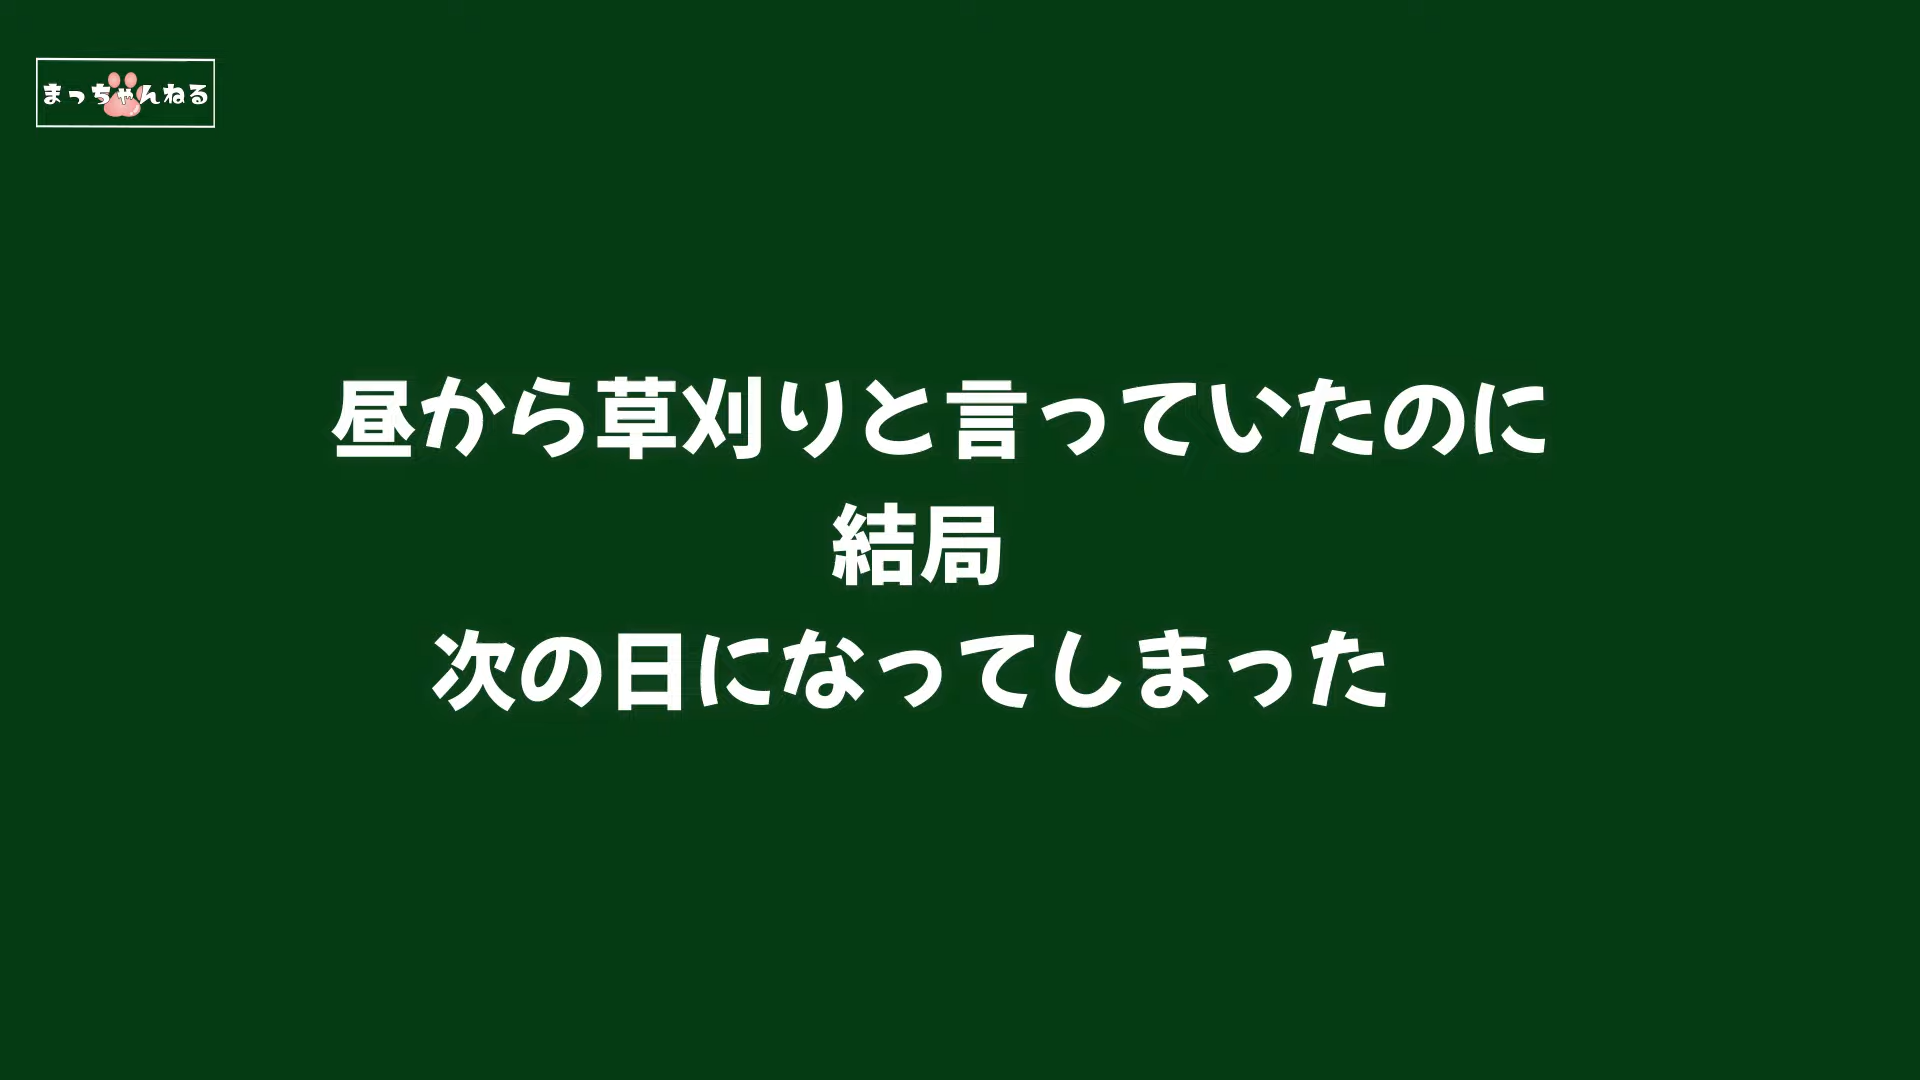 まっちゃんねる
昼から草刈りと言っていたのに
結局
次の日になってしまった